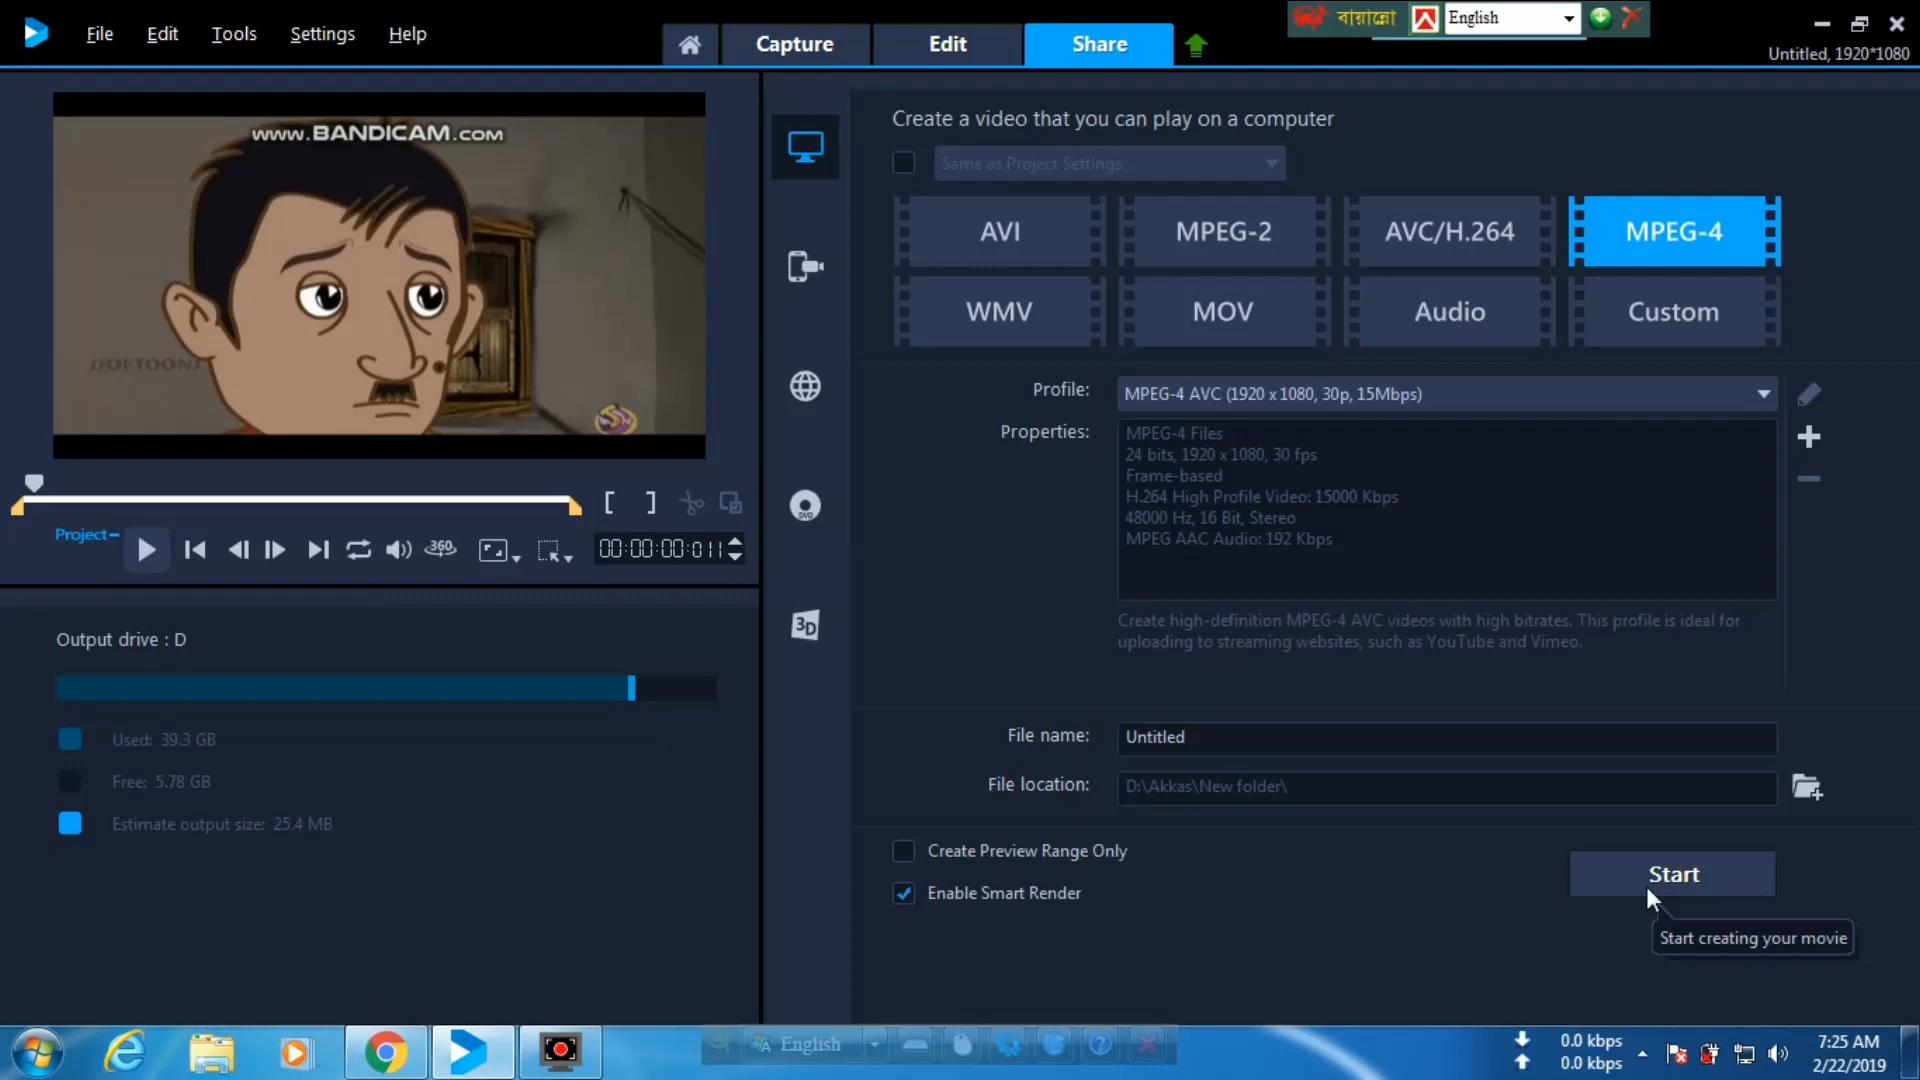 File Edit Tools Settings Help
Capture Edit Share
বায়ান্নো English
Untitled, 1920*1080
www.BANDICAM.com
SOFTOONS
Create a video that you can play on a computer
Same as Project Settings
AVI MPEG-2 AVC/H.264 MPEG-4
WMV MOV Audio Custom
Profile: MPEG-4 AVC (1920 x 1080, 30p, 15Mbps)
Properties: MPEG-4 Files
24 bits, 1920 x 1080, 30 fps
Frame-based
H.264 High Profile Video: 15000 Kbps
48000 Hz, 16 Bit, Stereo
MPEG AAC Audio: 192 Kbps
Create high-definition MPEG-4 AVC videos with high bitrates. This profile is ideal for
uploading to streaming websites, such as YouTube and Vimeo.
Project
360
00:00:00:011
DVD
3D
Output drive : D
Used: 39.3 GB
Free: 5.78 GB
Estimate output size: 25.4 MB
File name: Untitled
File location: D:\Akkas\New folder\
Create Preview Range Only
Enable Smart Render
Start
Start creating your movie
English
0.0 kbps
0.0 kbps
7:25 AM
2/22/2019